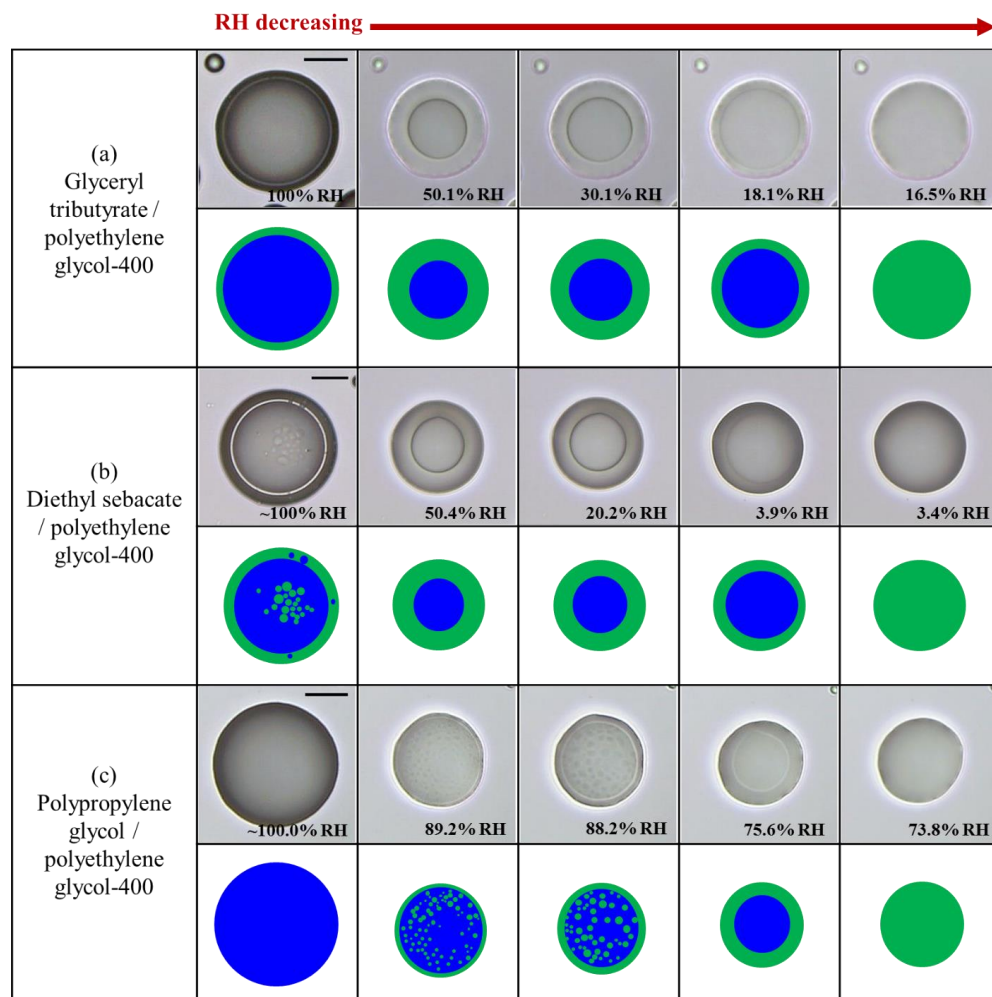 RH decreasing
(a)
Glyceryl
tributyrate /
polyethylene
glycol-400
100% RH
50.1% RH
30.1% RH
18.1% RH
16.5% RH
(b)
Diethyl sebacate
/ polyethylene
glycol-400
~100% RH
50.4% RH
20.2% RH
3.9% RH
3.4% RH
(c)
Polypropylene
glycol /
polyethylene
glycol-400
~100.0% RH
89.2% RH
88.2% RH
75.6% RH
73.8% RH